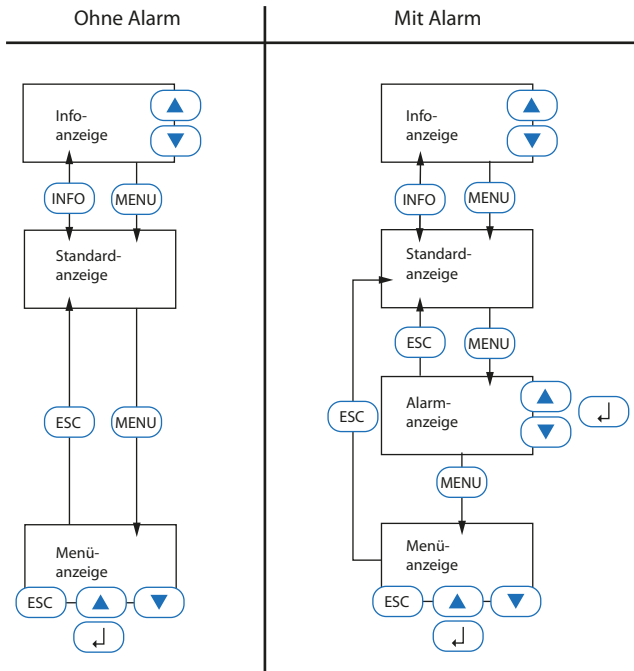 Ohne Alarm
Info-
anzeige
INFO
MENU
Standard-
anzeige
ESC
MENU
Menü-
anzeige
ESC
Mit Alarm
Info-
anzeige
INFO
MENU
Standard-
anzeige
ESC
MENU
ESC
Alarm-
anzeige
MENU
Menü-
anzeige
ESC